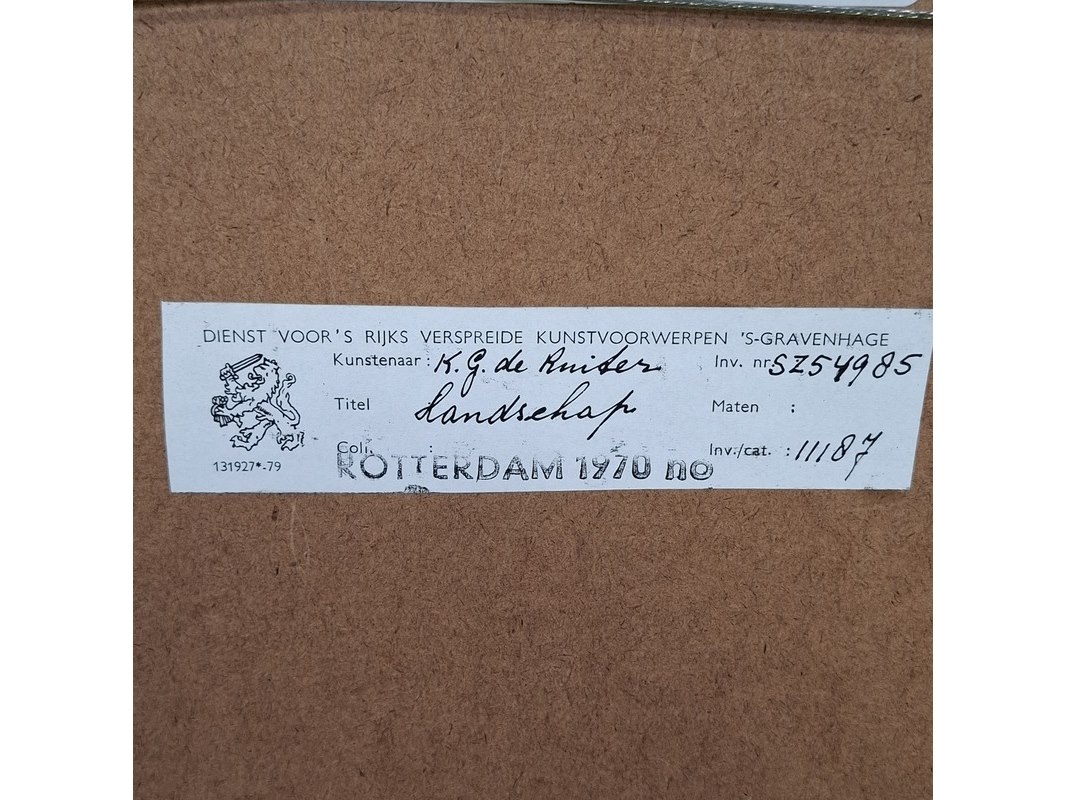 DIENST VOOR 'S RIJKS VERSPREIDE KUNSTVOORWERPEN 'S-GRAVENHAGE
Kunstenaar : K. G. de Ruiter Inv. nr SZ54985
Titel Landschap Maten :
Coll. : Inv./cat. : 11187
ROTTERDAM 1970 no
131927*-79